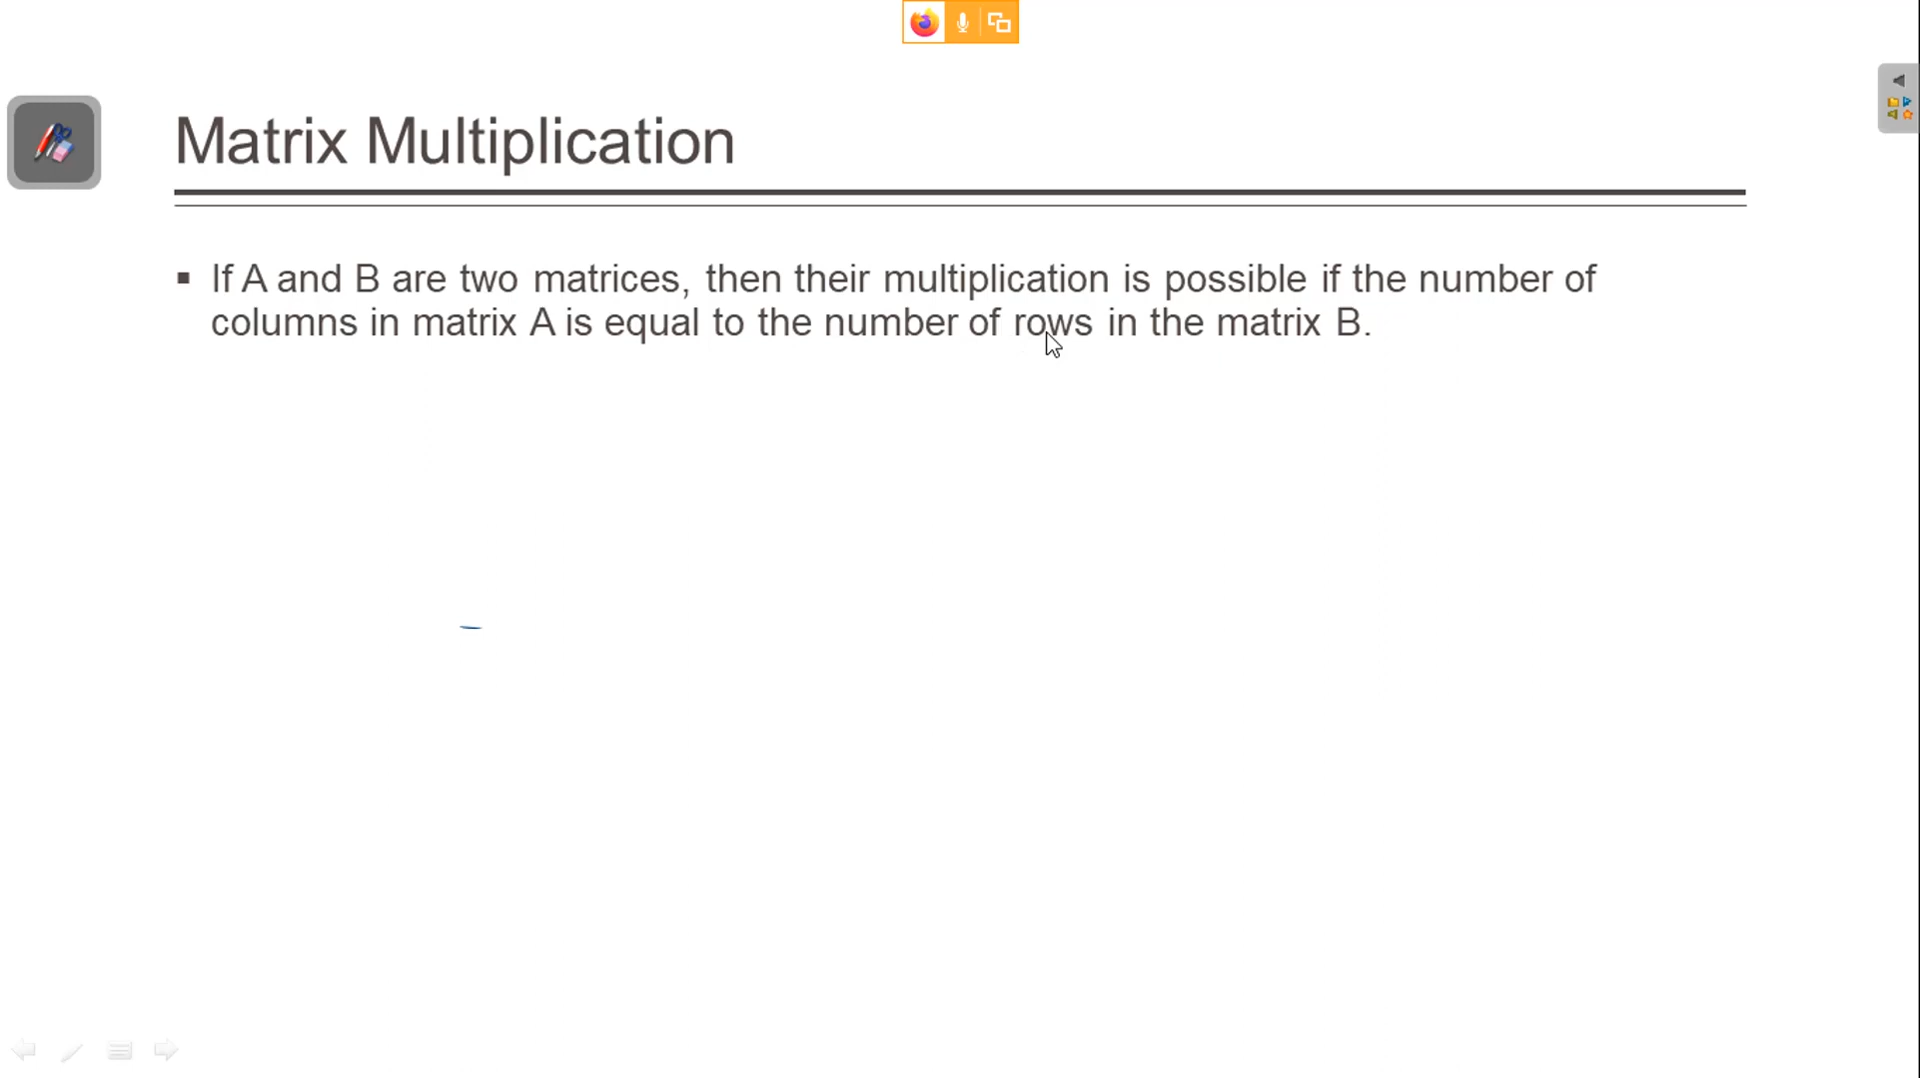 Matrix Multiplication
▪ If A and B are two matrices, then their multiplication is possible if the number of
columns in matrix A is equal to the number of rows in the matrix B.